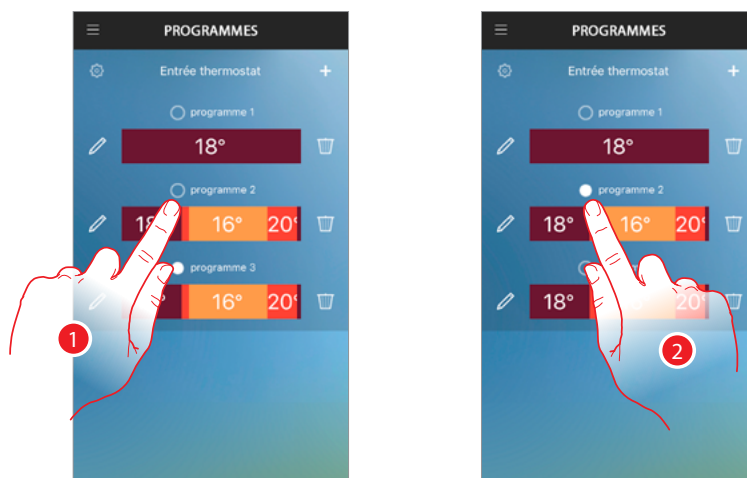 PROGRAMMES
Entrée thermostat +
programme 1
18°
programme 2
16° 20°
programme 3
16° 20°
1
PROGRAMMES
Entrée thermostat +
programme 1
18°
programme 2
18° 16° 20°
18° 20°
2